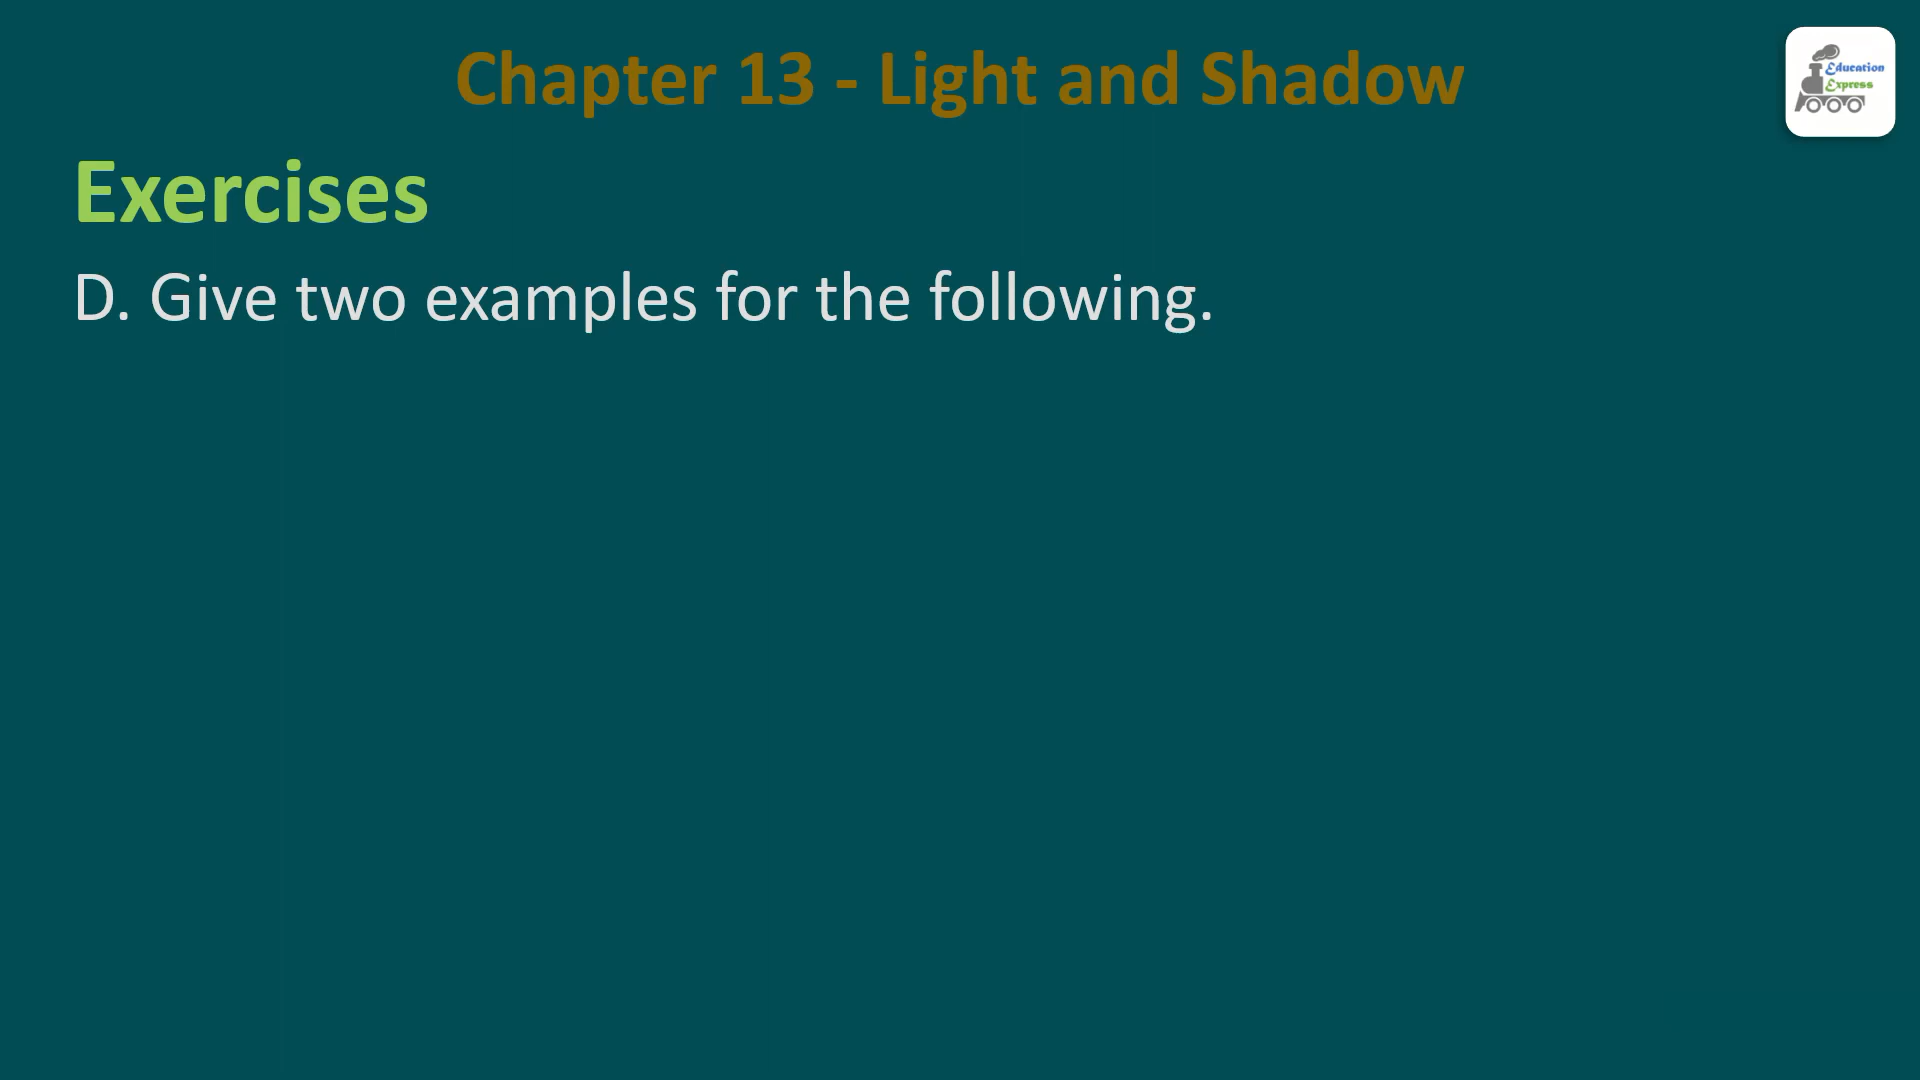 Chapter 13 - Light and Shadow
Education
Express
Exercises
D. Give two examples for the following.